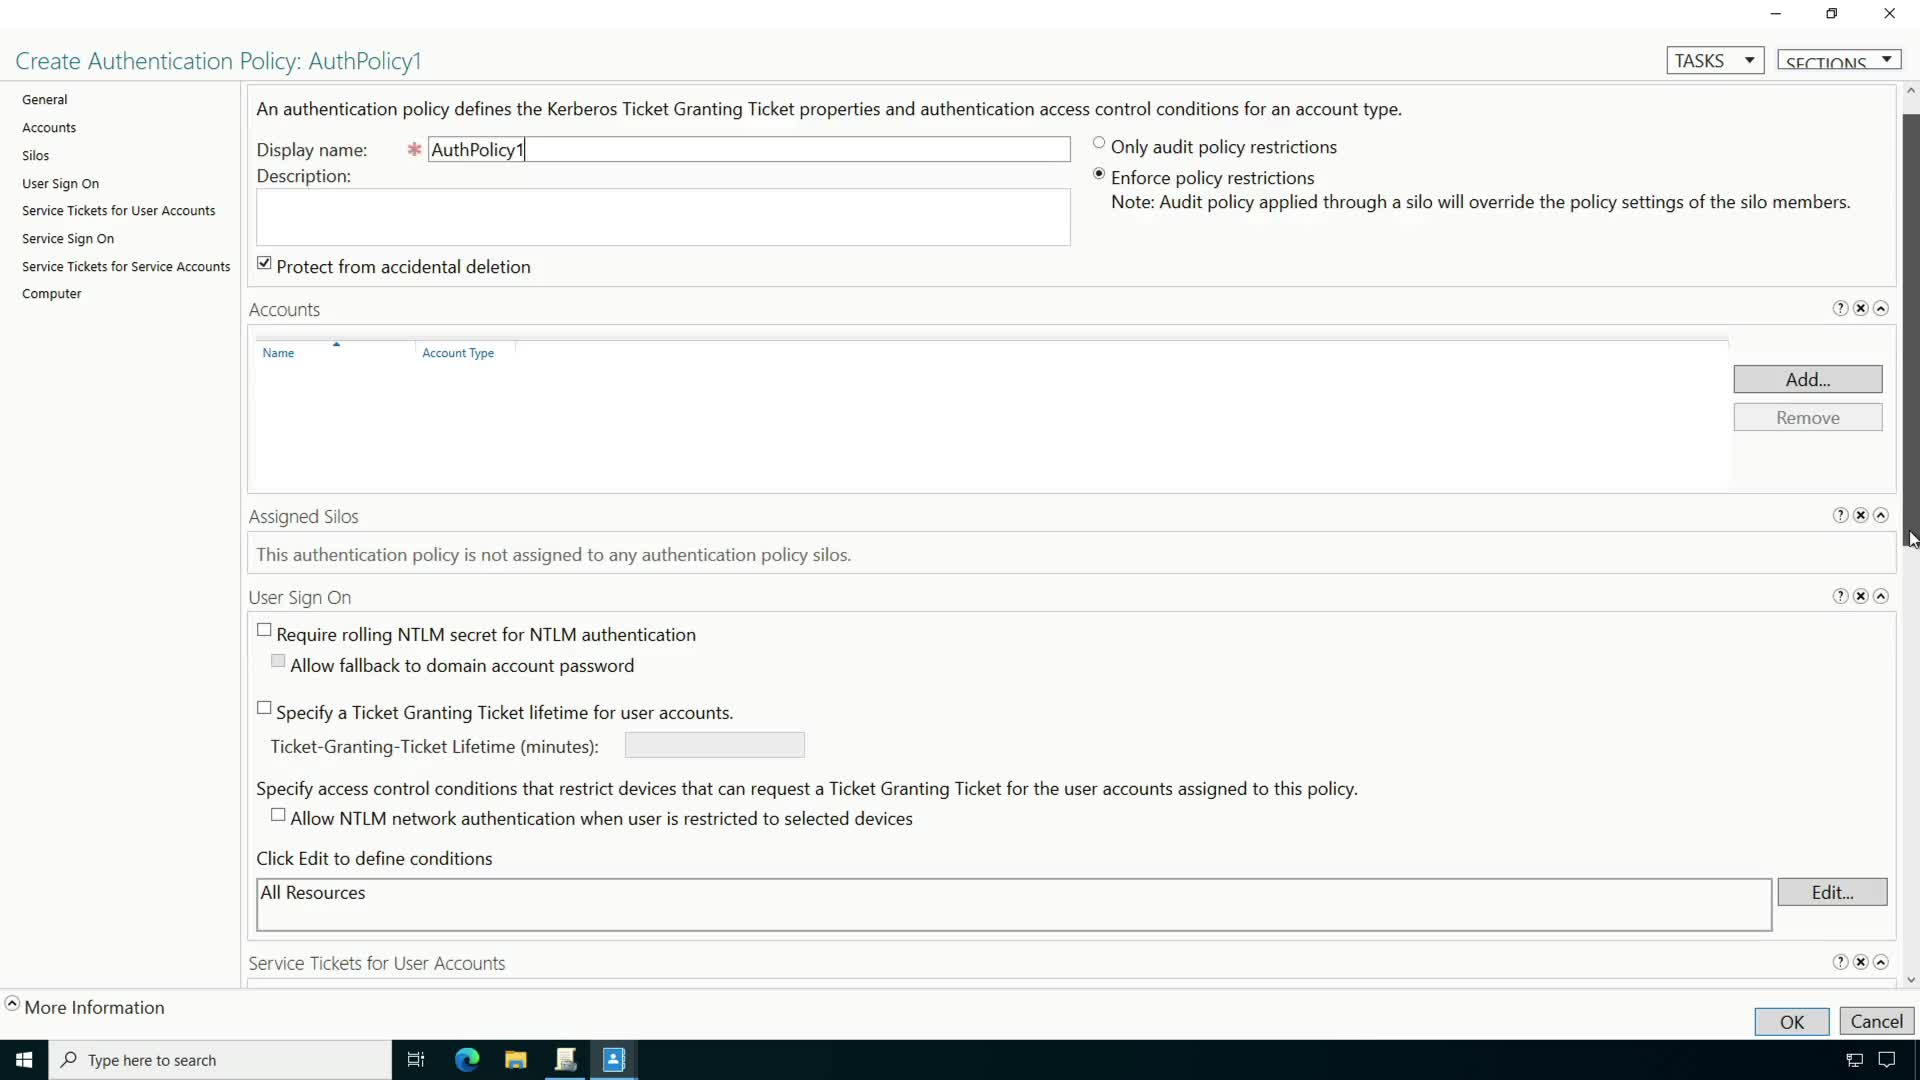 Create Authentication Policy: AuthPolicy1
TASKS
SECTIONS
General
Accounts
Silos
User Sign On
Service Tickets for User Accounts
Service Sign On
Service Tickets for Service Accounts
Computer
An authentication policy defines the Kerberos Ticket Granting Ticket properties and authentication access control conditions for an account type.
Display name: * AuthPolicy1
Description:
Protect from accidental deletion
Only audit policy restrictions
Enforce policy restrictions
Note: Audit policy applied through a silo will override the policy settings of the silo members.
Accounts
Name Account Type
Add...
Remove
Assigned Silos
This authentication policy is not assigned to any authentication policy silos.
User Sign On
Require rolling NTLM secret for NTLM authentication
Allow fallback to domain account password
Specify a Ticket Granting Ticket lifetime for user accounts.
Ticket-Granting-Ticket Lifetime (minutes):
Specify access control conditions that restrict devices that can request a Ticket Granting Ticket for the user accounts assigned to this policy.
Allow NTLM network authentication when user is restricted to selected devices
Click Edit to define conditions
All Resources
Edit...
Service Tickets for User Accounts
More Information
OK
Cancel
Type here to search